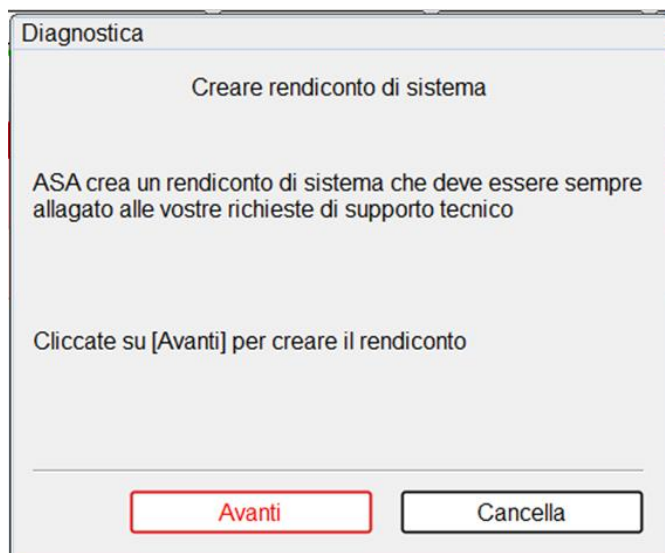 Diagnostica
Creare rendiconto di sistema
ASA crea un rendiconto di sistema che deve essere sempre
allagato alle vostre richieste di supporto tecnico
Cliccate su [Avanti] per creare il rendiconto
Avanti
Cancella